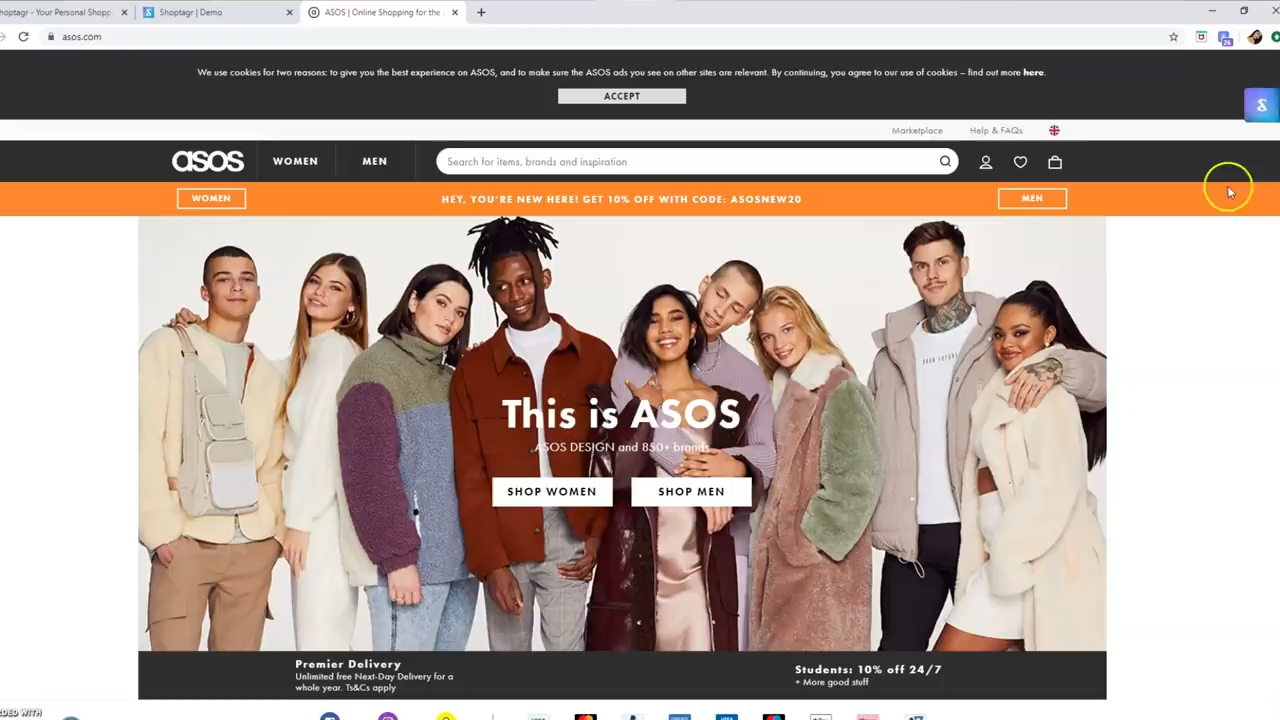 hoptagr - Your Personal Shopp
Shoptagr | Demo
ASOS | Online Shopping for the
asos.com
26
We use cookies for two reasons: to give you the best experience on ASOS, and to make sure the ASOS ads you see on other sites are relevant. By continuing, you agree to our use of cookies – find out more here.
ACCEPT
Marketplace Help & FAQs
asos WOMEN MEN Search for items, brands and inspiration
WOMEN HEY, YOU'RE NEW HERE! GET 10% OFF WITH CODE: ASOSNEW20 MEN
This is ASOS
ASOS DESIGN and 850+ brands
SHOP WOMEN SHOP MEN
Premier Delivery
Unlimited free Next-Day Delivery for a
whole year. Ts&Cs apply
Students: 10% off 24/7
+ More good stuff
DED WITH